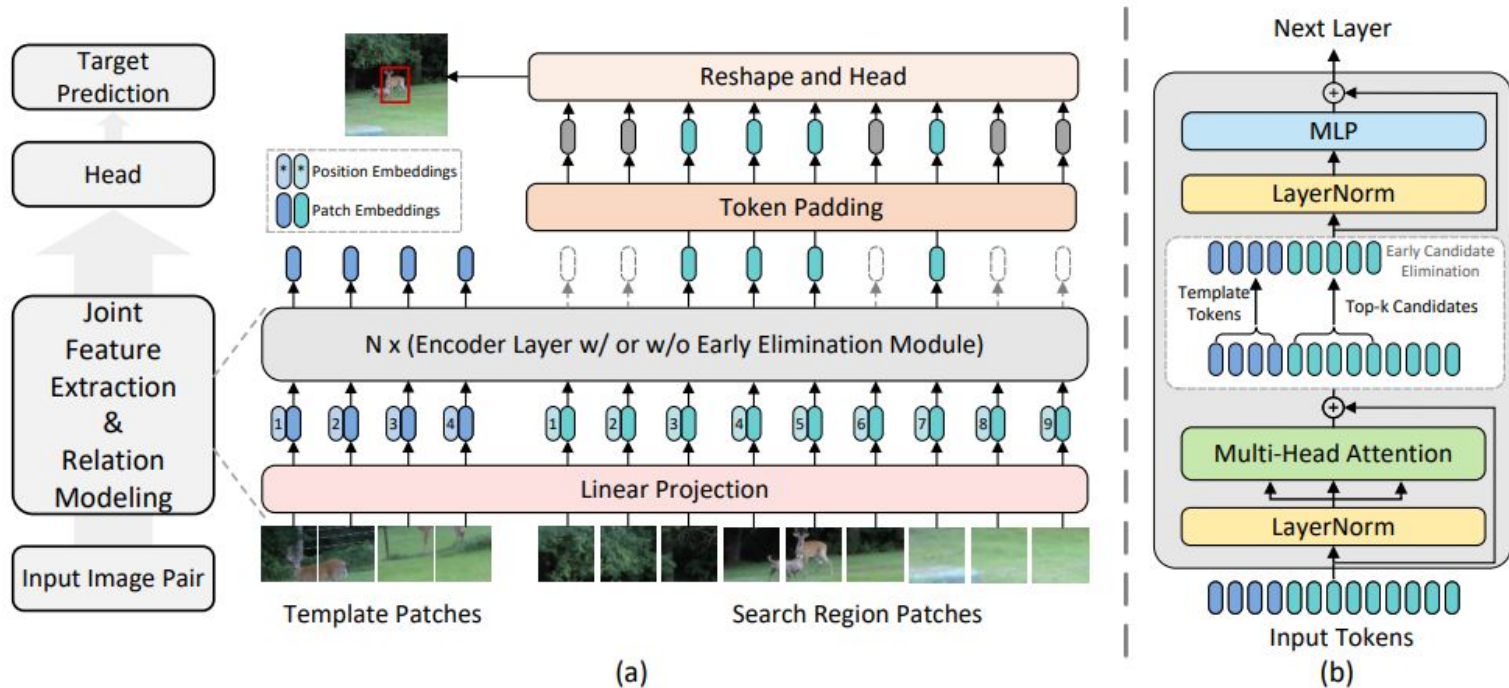 Target
Prediction
Head
Joint
Feature
Extraction
&
Relation
Modeling
Input Image Pair
Reshape and Head
* * Position Embeddings
Patch Embeddings
Token Padding
N x (Encoder Layer w/ or w/o Early Elimination Module)
1 2 3 4 1 2 3 4 5 6 7 8 9
Linear Projection
Template Patches
Search Region Patches
(a)
Next Layer
+
MLP
LayerNorm
Early Candidate
Elimination
Template
Tokens
Top-k Candidates
+
Multi-Head Attention
LayerNorm
Input Tokens
(b)